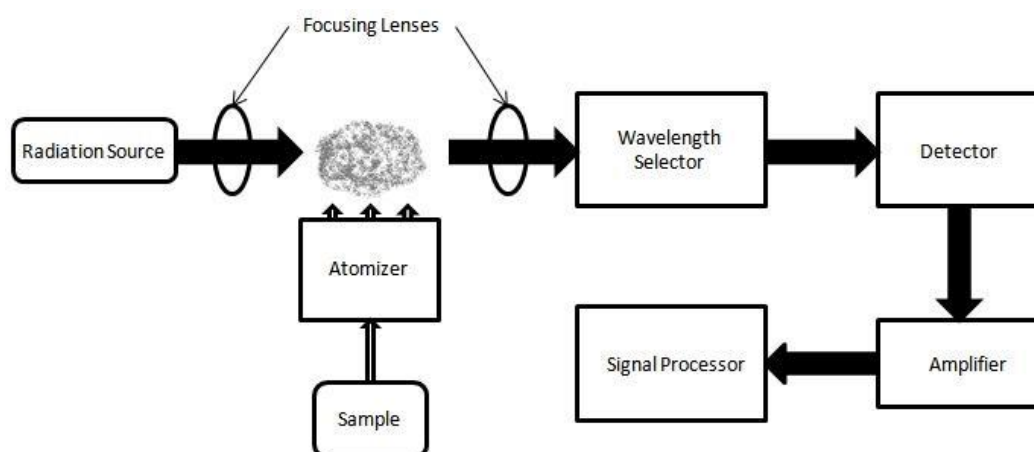 Focusing Lenses
Radiation Source
Wavelength
Selector
Detector
Atomizer
Signal Processor
Amplifier
Sample